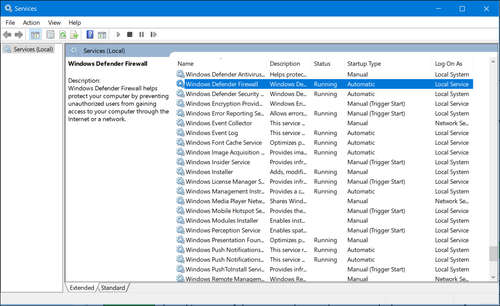 Services
File Action View Help
Services (Local)
Services (Local)
Windows Defender Firewall
Description:
Windows Defender Firewall helps
protect your computer by preventing
unauthorized users from gaining
access to your computer through the
Internet or a network.
Name Description Status Startup Type Log On As
Windows Defender Antivirus... Helps protec... Manual Local System
Windows Defender Firewall Windows De... Running Automatic Local Service
Windows Defender Security ... Windows De... Running Automatic Local System
Windows Encryption Provid... Windows En... Manual (Trigger Start) Local Service
Windows Error Reporting Se... Allows errors... Manual (Trigger Start) Local System
Windows Event Collector This service ... Manual Network Se...
Windows Event Log This service ... Running Automatic Local Service
Windows Font Cache Service Optimizes p... Running Automatic Local Service
Windows Image Acquisition ... Provides ima... Running Automatic Local Service
Windows Insider Service Provides infr... Manual (Trigger Start) Local System
Windows Installer Adds, modifi... Running Manual Local System
Windows License Manager S... Provides infr... Running Manual (Trigger Start) Local Service
Windows Management Instr... Provides a c... Running Automatic Local System
Windows Media Player Netw... Shares Wind... Manual Network Se...
Windows Mobile Hotspot Se... Provides the ... Manual (Trigger Start) Local Service
Windows Modules Installer Enables inst... Manual Local System
Windows Perception Service Enables spat... Manual (Trigger Start) Local Service
Windows Presentation Foun... Optimizes p... Running Manual Local Service
Windows Push Notifications... This service r... Running Automatic Local System
Windows Push Notifications... This service ... Running Automatic Local System
Windows PushToInstall Servi... Provides infr... Manual (Trigger Start) Local System
Windows Remote Managem... Windows Re... Manual Network Se...
Extended Standard